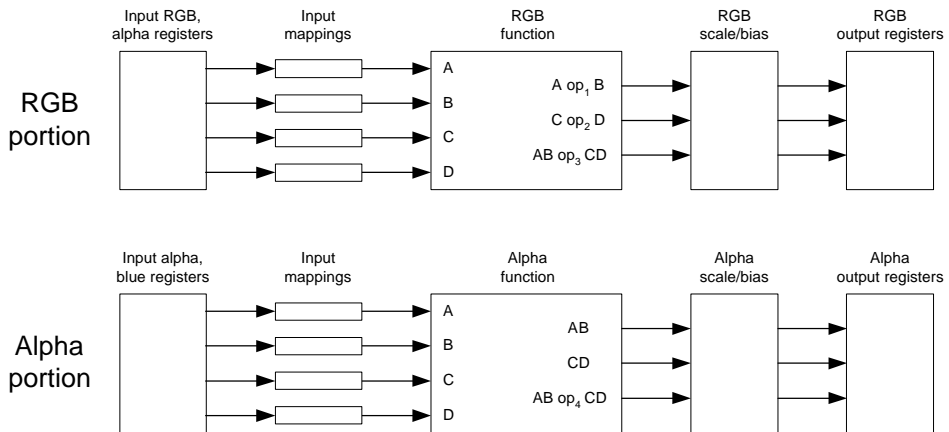 Input RGB,
alpha registers
Input
mappings
RGB
function
RGB
scale/bias
RGB
output registers
RGB
portion
A
B
C
D
A op₁ B
C op₂ D
AB op₃ CD
Input alpha,
blue registers
Input
mappings
Alpha
function
Alpha
scale/bias
Alpha
output registers
Alpha
portion
A
B
C
D
AB
CD
AB op₄ CD